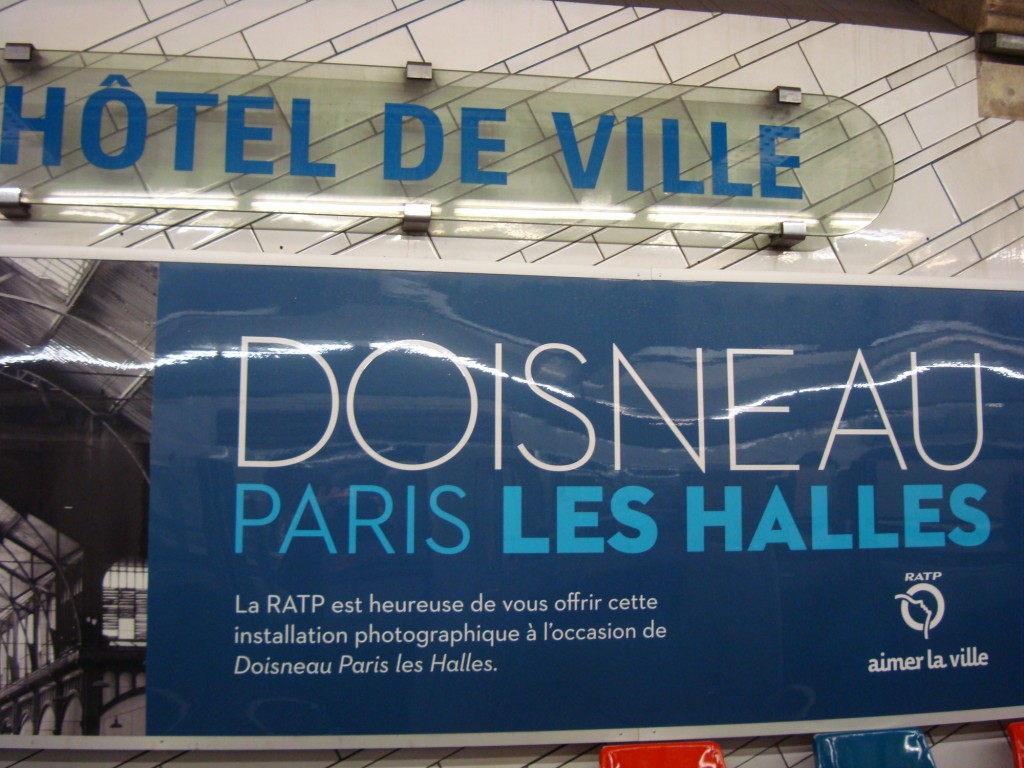 HÔTEL DE VILLE
DOISNEAU
PARIS LES HALLES
La RATP est heureuse de vous offrir cette
installation photographique à l'occasion de
Doisneau Paris les Halles.
RATP
aimer la ville